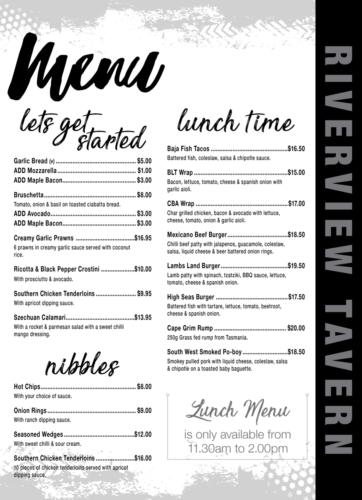 Menu
lets get
started
Garlic Bread (v) $5.00
ADD Mozzarella $1.00
ADD Maple Bacon $3.00
Bruschetta $8.00
Tomato, onion & basil on toasted ciabatta bread.
ADD Avocado $3.00
ADD Maple Bacon $3.00
Creamy Garlic Prawns $16.95
6 prawns in creamy garlic sauce served with coconut
rice.
Ricotta & Black Pepper Crostini $10.00
With prosciutto & avocado.
Southern Chicken Tenderloins $9.95
With apricot dipping sauce.
Szechuan Calamari $13.95
With a rocket & parmesan salad with a sweet chilli
mango dressing.
nibbles
Hot Chips $8.00
With your choice of sauce.
Onion Rings $9.00
With ranch dipping sauce.
Seasoned Wedges $12.00
With sweet chilli & sour cream.
Southern Chicken Tenderloins $16.00
10 pieces of chicken tenderloins served with apricot
dipping sauce.
lunch time
Baja Fish Tacos $16.50
Battered fish, coleslaw, salsa & chipotle sauce.
BLT Wrap $15.00
Bacon, lettuce, tomato, cheese & spanish onion with
garlic aioli.
CBA Wrap $17.00
Char grilled chicken, bacon & avocado with lettuce,
cheese, tomato, onion & garlic aioli.
Mexicano Beef Burger $18.50
Chilli beef patty with jalapenos, guacamole, coleslaw,
salsa, liquid cheese & beer battered onion rings.
Lambs Land Burger $19.50
Lamb patty with spinach, tzatziki, BBQ sauce, lettuce,
tomato, cheese & spanish onion.
High Seas Burger $17.50
Battered fish with tartare, lettuce, tomato, beetroot,
cheese & spanish onion.
Cape Grim Rump $20.00
250g Grass fed rump from Tasmania.
South West Smoked Po-boy $18.50
Smokey pulled pork with liquid cheese, coleslaw, salsa
& chipotle on a toasted baby baguette.
Lunch Menu
is only available from
11.30am to 2.00pm
RIVERVIEW TAVERN